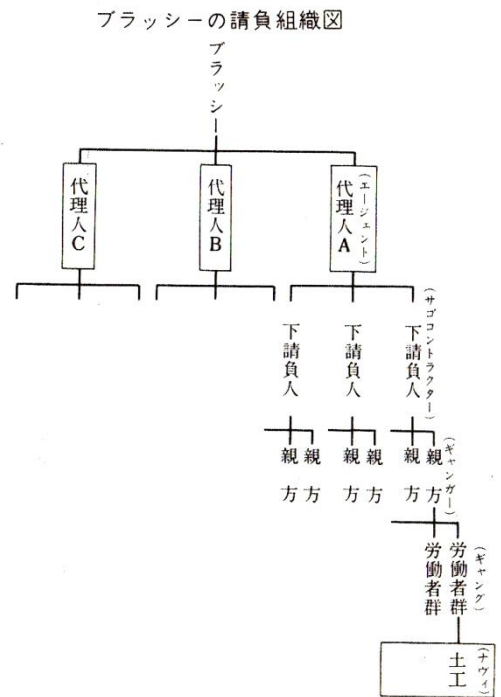 ブラッシーの請負組織図
ブラッシー
代理人A
(エージェント)
代理人B
代理人C
(サゴコントラクター)
下請負人
下請負人
下請負人
(ギャンガー)
親方
親方
親方
親方
親方
親方
(ギャング)
労働者群
労働者群
(ナヴィ)
土工